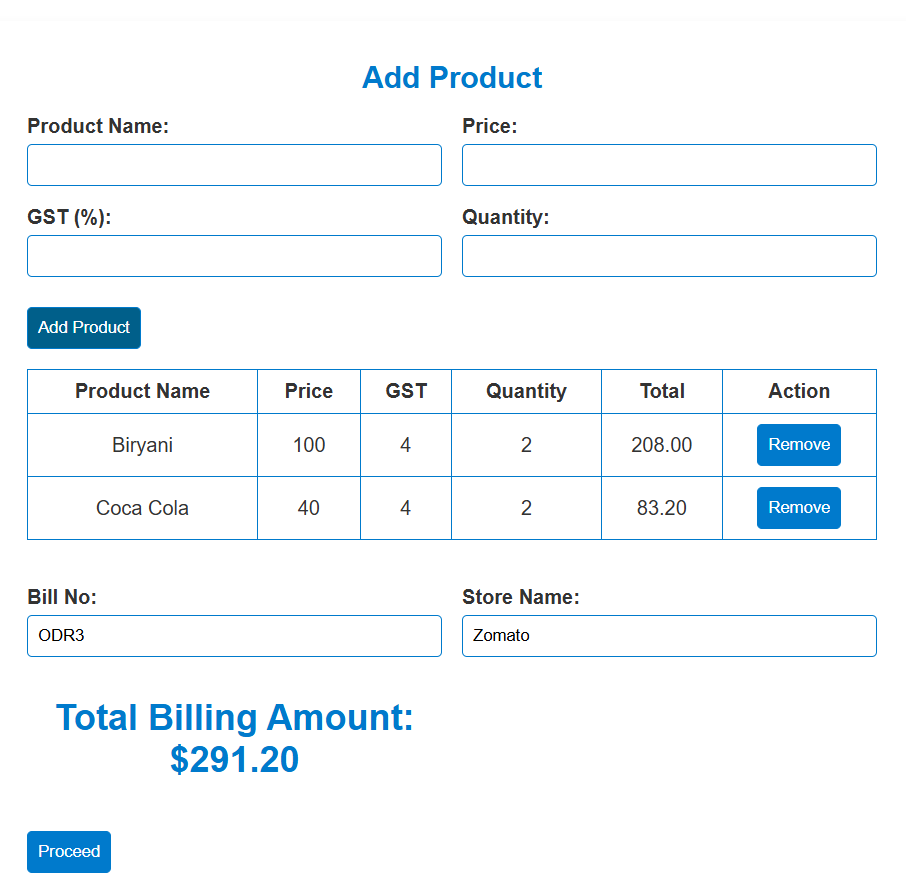 Add Product
Product Name: Price:
GST (%): Quantity:
Add Product
Product Name Price GST Quantity Total Action
Biryani 100 4 2 208.00 Remove
Coca Cola 40 4 2 83.20 Remove
Bill No: Store Name:
ODR3 Zomato
Total Billing Amount:
$291.20
Proceed